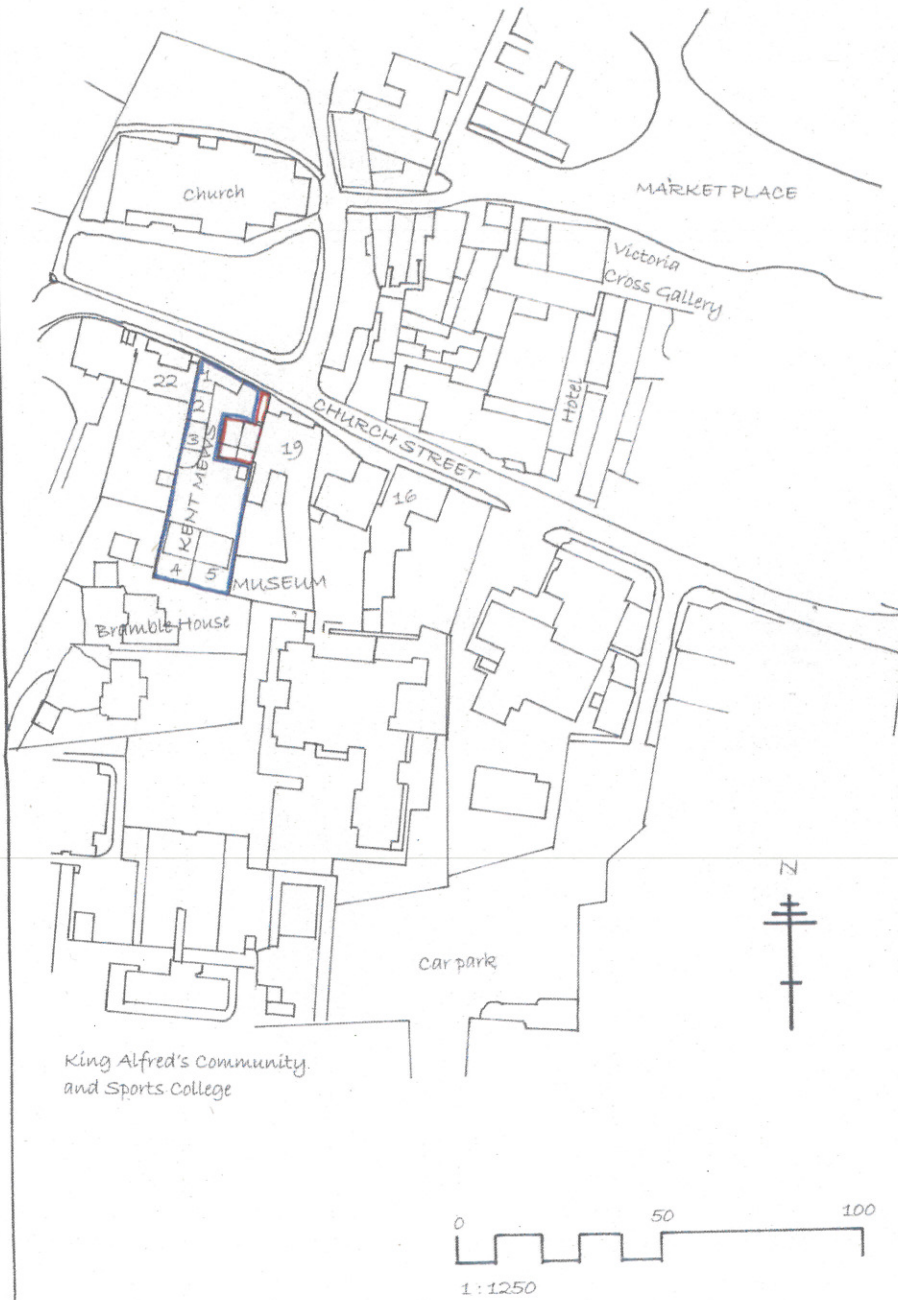 Church
MARKET PLACE
Victoria
Cross Gallery
22
1
2
3
KENT MEWS
4
5
19
CHURCH STREET
16
Hotel
MUSEUM
Bramble House
N
Car park
King Alfred's Community
and Sports College
0
50
100
1:1250